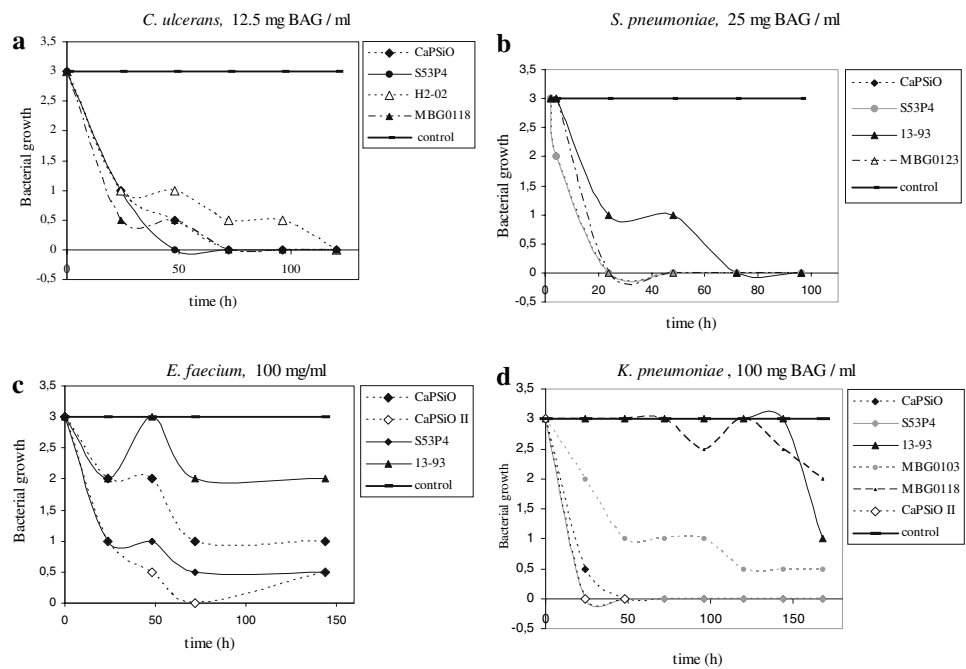 C. ulcerans, 12.5 mg BAG / ml
a
3,5
3
2,5
2
1,5
1
0,5
0
-0,5
Bacterial growth
0
50
100
time (h)
CaPSiO
S53P4
H2-02
MBG0118
control
S. pneumoniae, 25 mg BAG / ml
b
3,5
3
2,5
2
1,5
1
0,5
0
-0,5
Bacterial growth
0
20
40
60
80
100
time (h)
CaPSiO
S53P4
13-93
MBG0123
control
E. faecium, 100 mg/ml
c
3,5
3
2,5
2
1,5
1
0,5
0
Bacterial growth
0
50
100
150
time (h)
CaPSiO
CaPSiO II
S53P4
13-93
control
K. pneumoniae , 100 mg BAG / ml
d
3,5
3
2,5
2
1,5
1
0,5
0
-0,5
Bacterial growth
0
50
100
150
time (h)
CaPSiO
S53P4
13-93
MBG0103
MBG0118
CaPSiO II
control